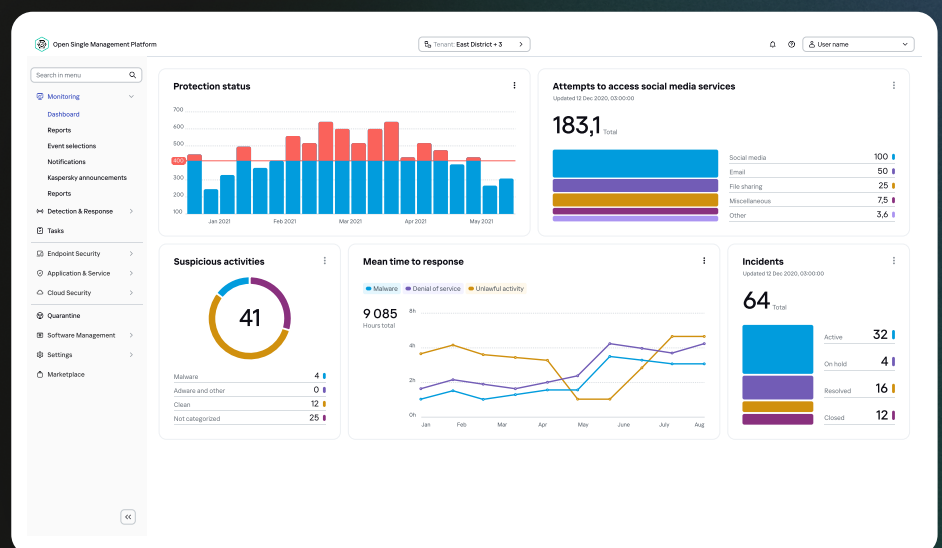 Open Single Management Platform
Tenant: East District + 3
User name
Search in menu
Monitoring
Dashboard
Reports
Event selections
Notifications
Kaspersky announcements
Reports
Detection & Response
Tasks
Endpoint Security
Application & Service
Cloud Security
Quarantine
Software Management
Settings
Marketplace
Protection status
700
600
500
400
300
200
100
Jan 2021 Feb 2021 Mar 2021 Apr 2021 May 2021
Attempts to access social media services
Updated 12 Dec 2020, 03:00:00
183,1 Total
Social media 100
Email 50
File sharing 25
Miscellaneous 7,5
Other 3,6
Suspicious activities
41
Malware 4
Adware and other 0
Clean 12
Not categorized 25
Mean time to response
Malware Denial of service Unlawful activity
9 085
Hours total
8h
4h
2h
0h
Jan Feb Mar Apr May June July Aug
Incidents
Updated 12 Dec 2020, 03:00:00
64 Total
Active 32
On hold 4
Resolved 16
Closed 12